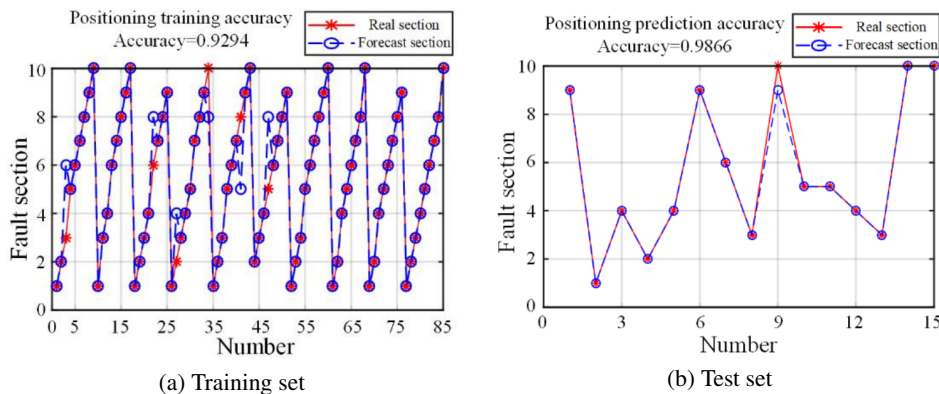 Positioning training accuracy
Accuracy=0.9294
Real section
Forecast section
10
8
6
4
2
0
Fault section
0 5 15 25 35 45 55 65 75 85
Number
(a) Training set
Positioning prediction accuracy
Accuracy=0.9866
Real section
Forecast section
10
8
6
4
2
0
Fault section
0 3 6 9 12 15
Number
(b) Test set